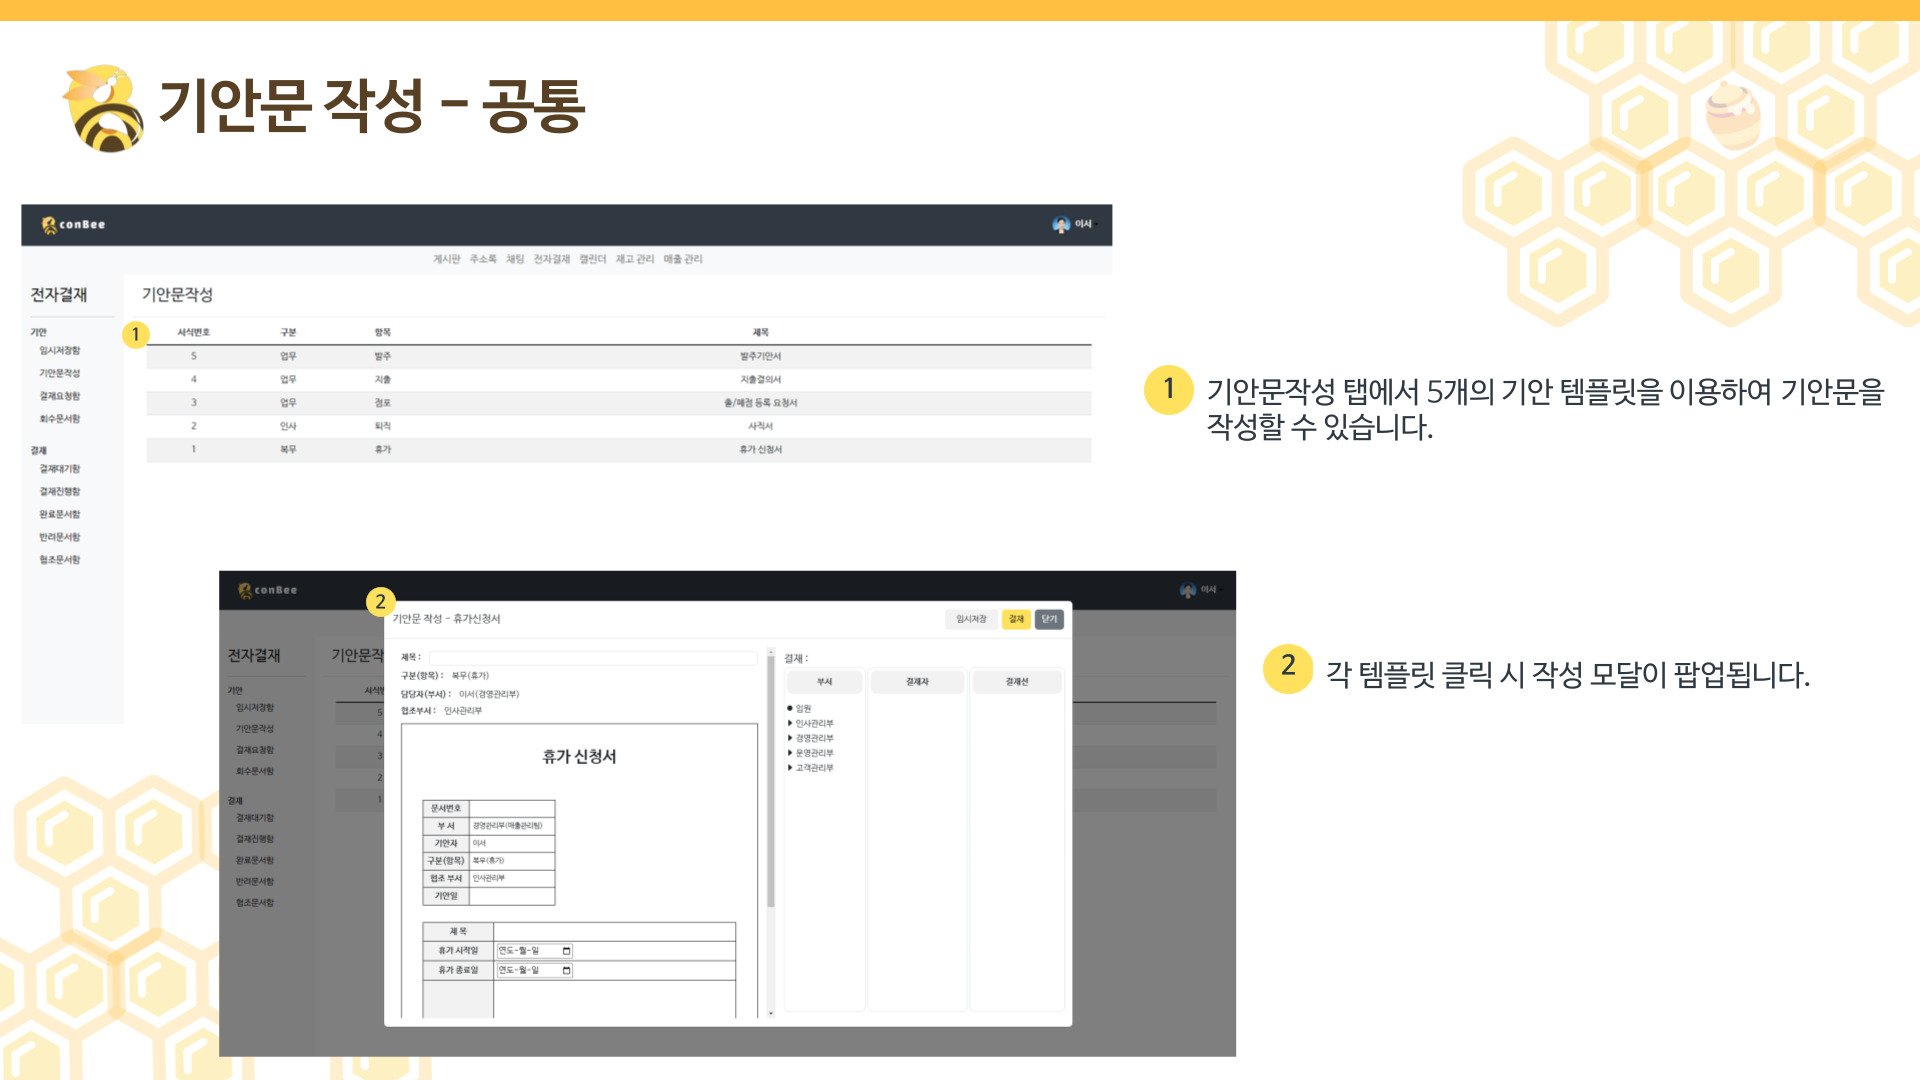 기안문 작성 - 공통
conBee
이서
게시판 주소록 채팅 전자결재 캘린더 재고 관리 매출 관리
전자결재
기안
임시저장함
기안문작성
결재요청함
회수문서함
결재
결재대기함
결재진행함
완료문서함
반려문서함
협조문서함
기안문작성
1
서식번호 구분 항목 제목
5 업무 발주 발주기안서
4 업무 지출 지출결의서
3 업무 점포 출/폐점 등록 요청서
2 인사 퇴직 사직서
1 복무 휴가 휴가 신청서
1 기안문작성 탭에서 5개의 기안 템플릿을 이용하여 기안문을
작성할 수 있습니다.
conBee
이서
전자결재
기안
임시저장함
기안문작성
결재요청함
회수문서함
결재
결재대기함
결재진행함
완료문서함
반려문서함
협조문서함
기안문작
서식
5
4
3
2
1
2
기안문 작성 - 휴가신청서
임시저장 결재 닫기
제목 :
구분(항목) : 복무(휴가)
담당자(부서) : 이서(경영관리부)
협조부서 : 인사관리부
휴가 신청서
문서번호
부 서 경영관리부(매출관리팀)
기안자 이서
구분(항목) 복무(휴가)
협조 부서 인사관리부
기안일
제 목
휴가 시작일 연도-월-일
휴가 종료일 연도-월-일
결재 :
부서 결재자 결재선
임원
인사관리부
경영관리부
운영관리부
고객관리부
2 각 템플릿 클릭 시 작성 모달이 팝업됩니다.